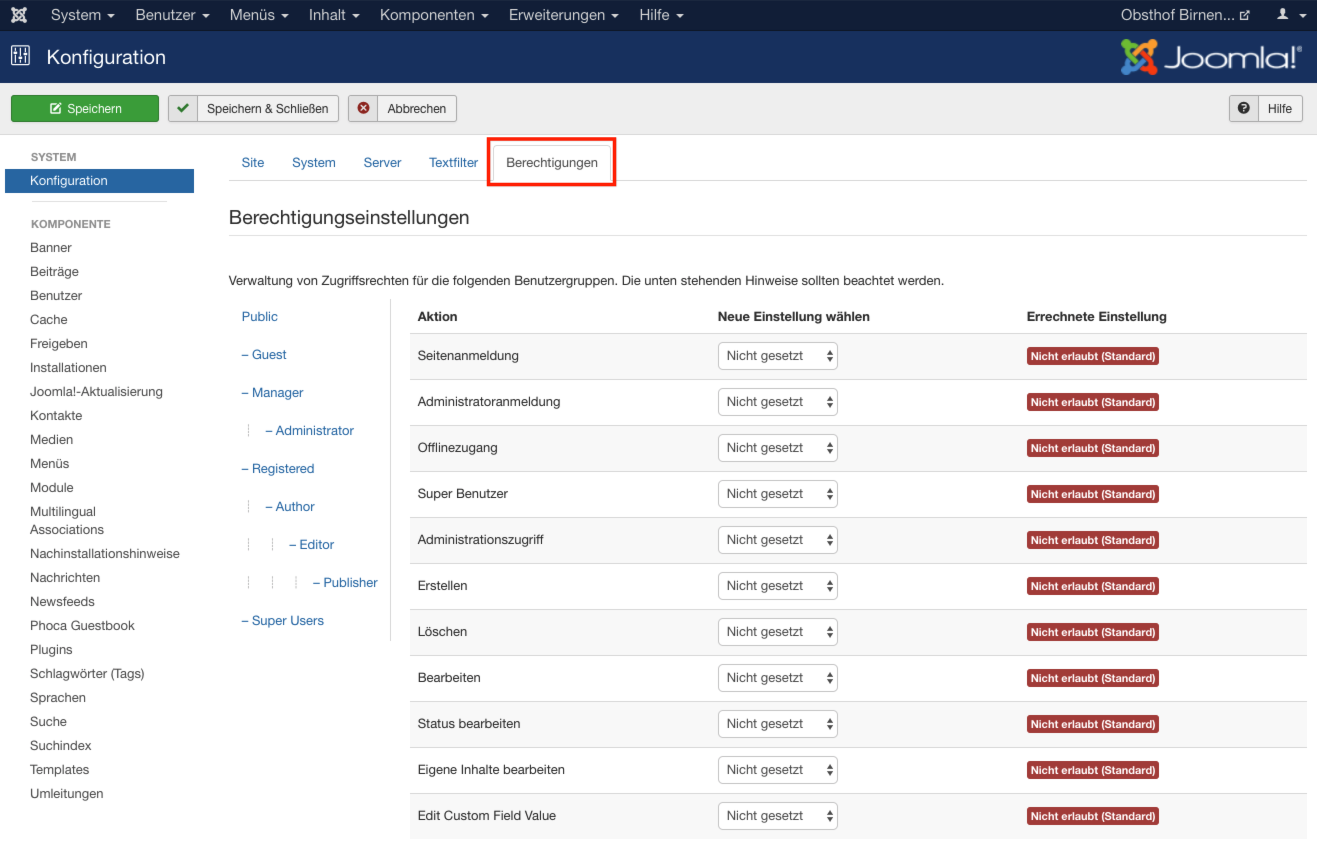 System Benutzer Menüs Inhalt Komponenten Erweiterungen Hilfe Obsthof Birnen...
Konfiguration Joomla!®
Speichern Speichern & Schließen Abbrechen Hilfe
SYSTEM
Konfiguration
KOMPONENTE
Banner
Beiträge
Benutzer
Cache
Freigeben
Installationen
Joomla!-Aktualisierung
Kontakte
Medien
Menüs
Module
Multilingual
Associations
Nachinstallationshinweise
Nachrichten
Newsfeeds
Phoca Guestbook
Plugins
Schlagwörter (Tags)
Sprachen
Suche
Suchindex
Templates
Umleitungen
Site System Server Textfilter Berechtigungen
Berechtigungseinstellungen
Verwaltung von Zugriffsrechten für die folgenden Benutzergruppen. Die unten stehenden Hinweise sollten beachtet werden.
Public
– Guest
– Manager
– Administrator
– Registered
– Author
– Editor
– Publisher
– Super Users
Aktion Neue Einstellung wählen Errechnete Einstellung
Seitenanmeldung Nicht gesetzt Nicht erlaubt (Standard)
Administratoranmeldung Nicht gesetzt Nicht erlaubt (Standard)
Offlinezugang Nicht gesetzt Nicht erlaubt (Standard)
Super Benutzer Nicht gesetzt Nicht erlaubt (Standard)
Administrationszugriff Nicht gesetzt Nicht erlaubt (Standard)
Erstellen Nicht gesetzt Nicht erlaubt (Standard)
Löschen Nicht gesetzt Nicht erlaubt (Standard)
Bearbeiten Nicht gesetzt Nicht erlaubt (Standard)
Status bearbeiten Nicht gesetzt Nicht erlaubt (Standard)
Eigene Inhalte bearbeiten Nicht gesetzt Nicht erlaubt (Standard)
Edit Custom Field Value Nicht gesetzt Nicht erlaubt (Standard)